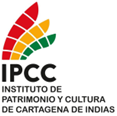 IPCC
INSTITUTO DE
PATRIMONIO Y CULTURA
DE CARTAGENA DE INDIAS